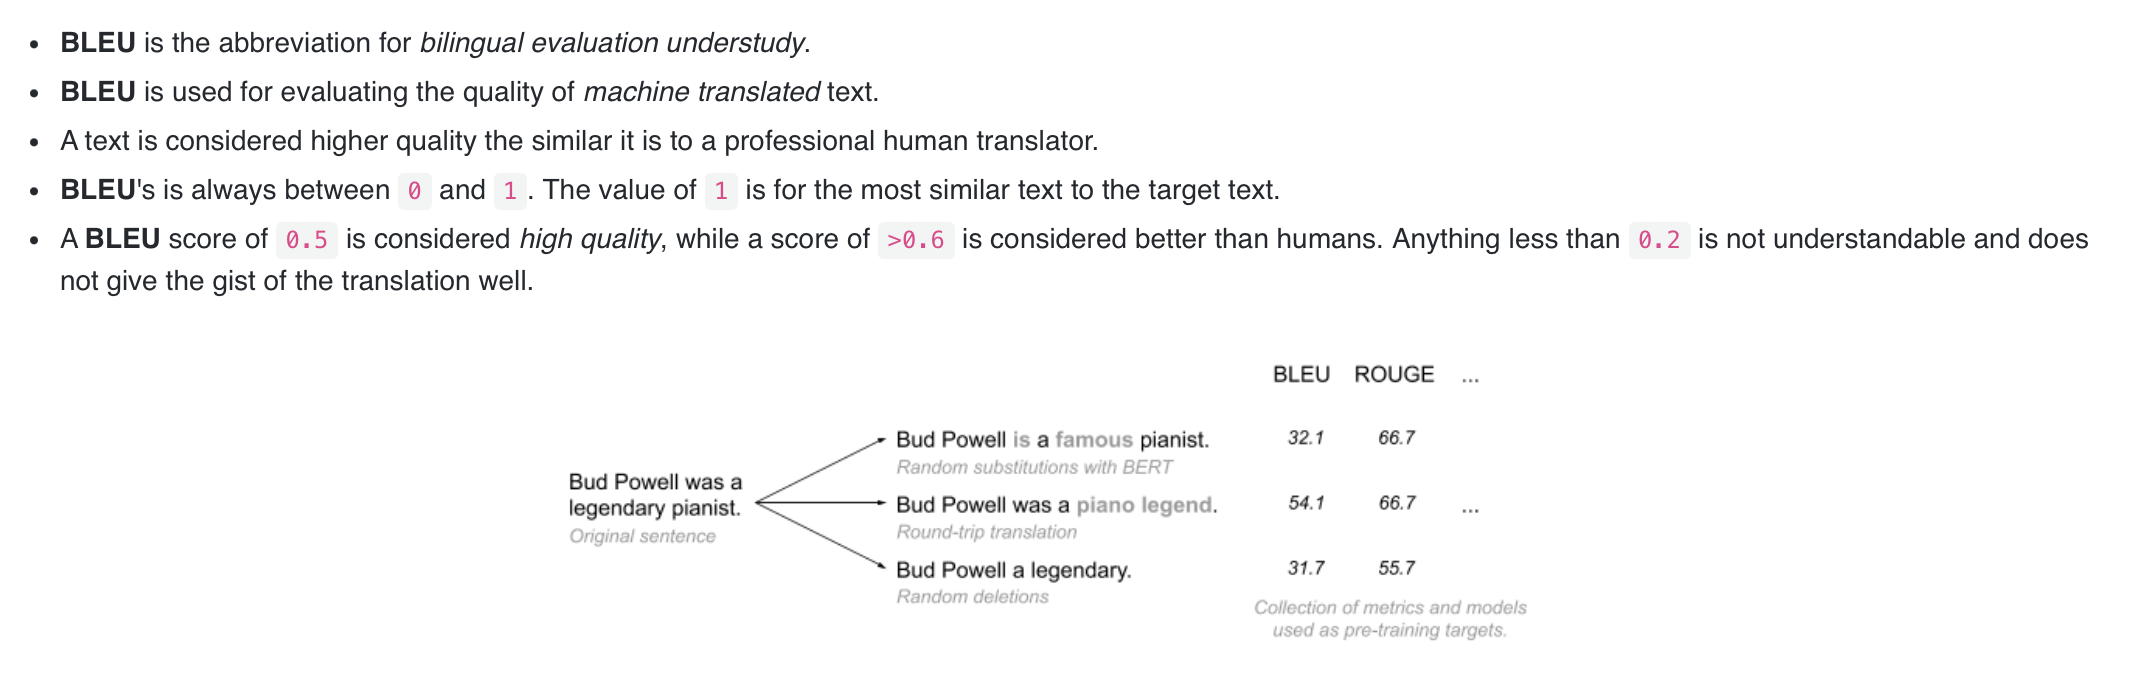 BLEU is the abbreviation for bilingual evaluation understudy.
BLEU is used for evaluating the quality of machine translated text.
A text is considered higher quality the similar it is to a professional human translator.
BLEU's is always between 0 and 1. The value of 1 is for the most similar text to the target text.
A BLEU score of 0.5 is considered high quality, while a score of >0.6 is considered better than humans. Anything less than 0.2 is not understandable and does
not give the gist of the translation well.
BLEU ROUGE ...
Bud Powell was a
legendary pianist.
Original sentence
Bud Powell is a famous pianist. 32.1 66.7
Random substitutions with BERT
Bud Powell was a piano legend. 54.1 66.7 ...
Round-trip translation
Bud Powell a legendary. 31.7 55.7
Random deletions
Collection of metrics and models
used as pre-training targets.